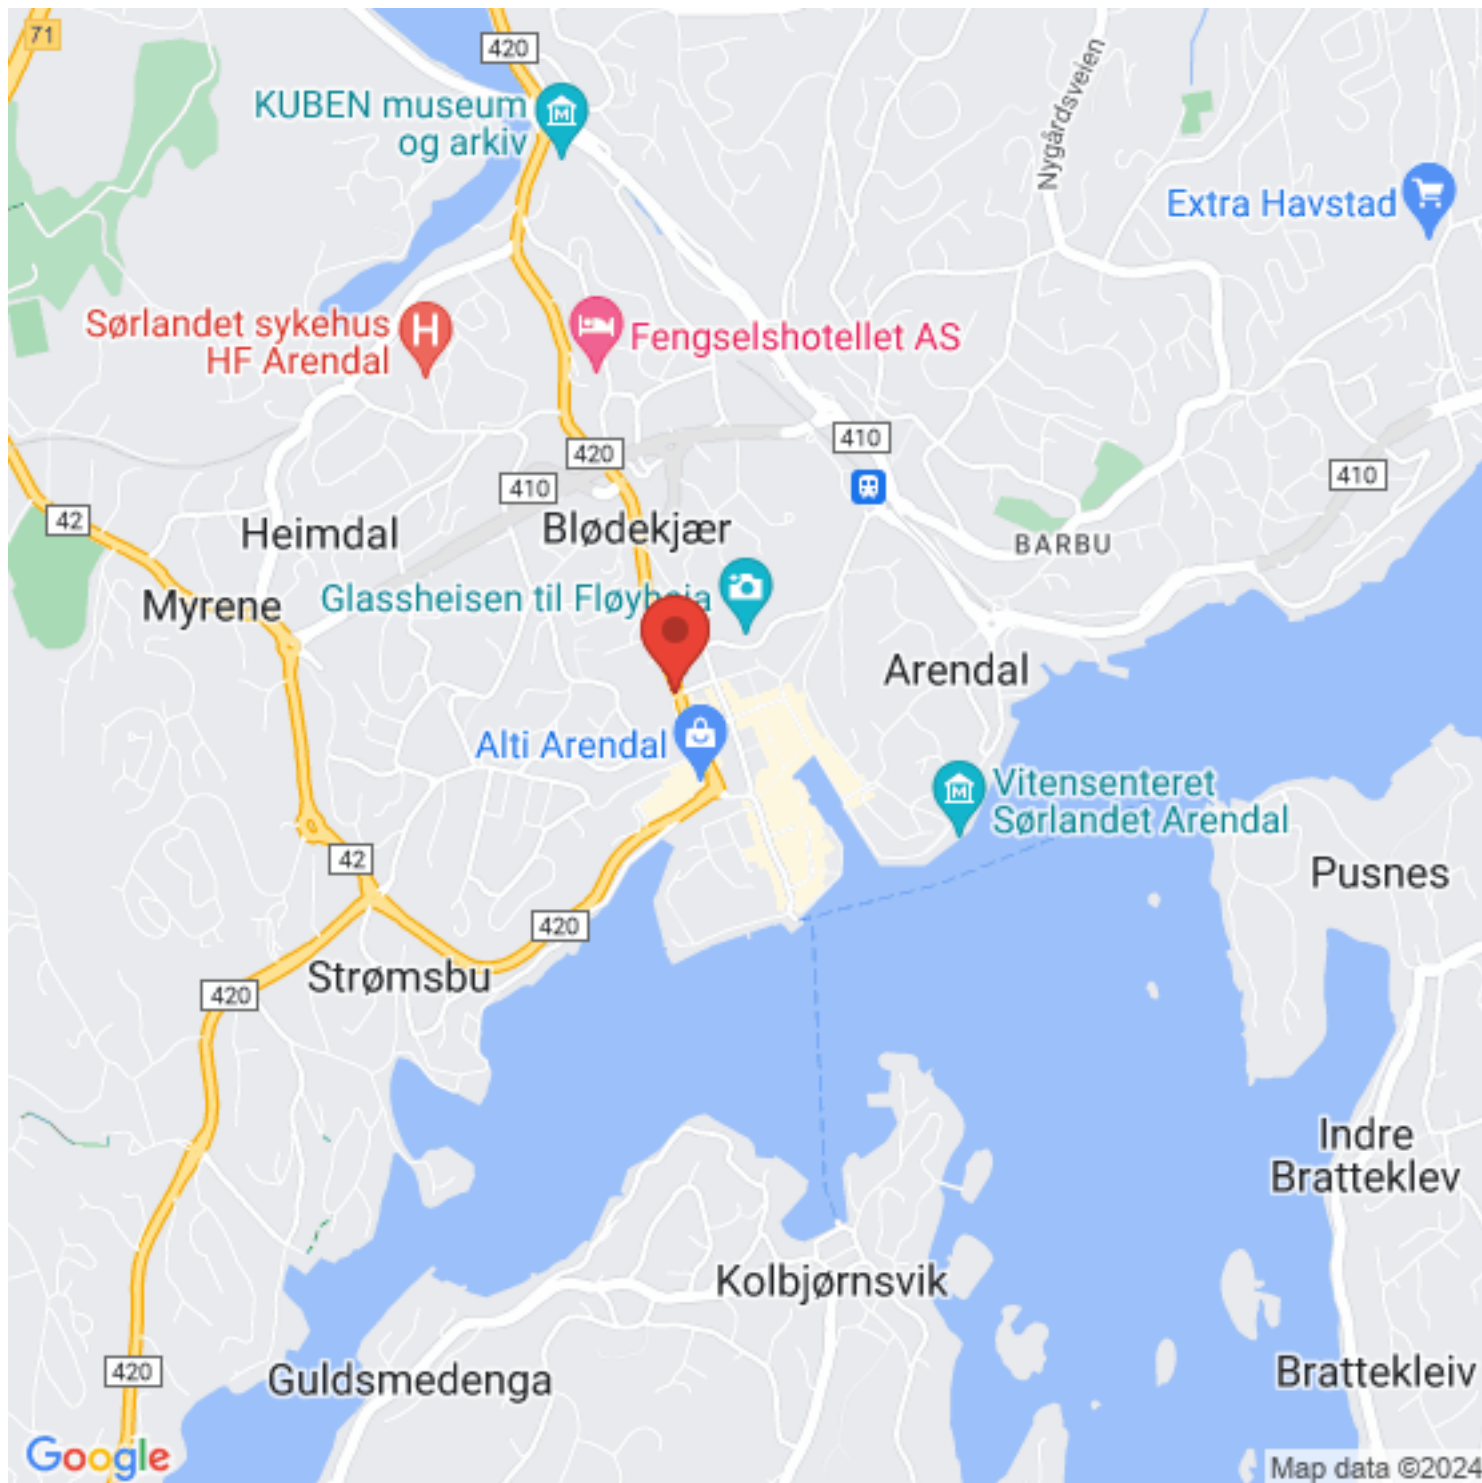 71
420
KUBEN museum
og arkiv
Nygårdsveien
Extra Havstad
Sørlandet sykehus
HF Arendal
Fengselshotellet AS
410
420
410
410
42
Heimdal
Blødekjær
BARBU
Myrene
Glassheisen til Fløyheia
Arendal
Alti Arendal
Vitensenteret
Sørlandet Arendal
42
Pusnes
420
Strømsbu
420
Indre
Bratteklev
Kolbjørnsvik
420
Guldsmedenga
Brattekleiv
Google
Map data ©2024